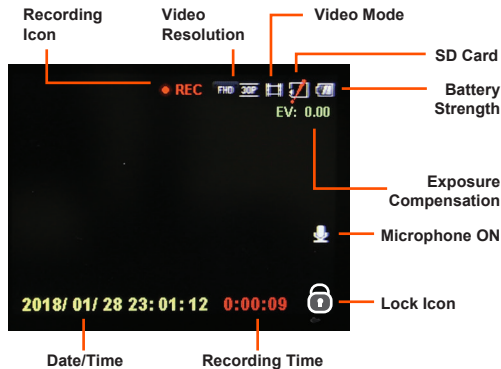 Recording Icon
Video Resolution
Video Mode
SD Card
REC FHD 30P
Battery Strength
EV: 0.00
Exposure Compensation
Microphone ON
Lock Icon
2018/ 01/ 28 23: 01: 12 0:00:09
Date/Time
Recording Time